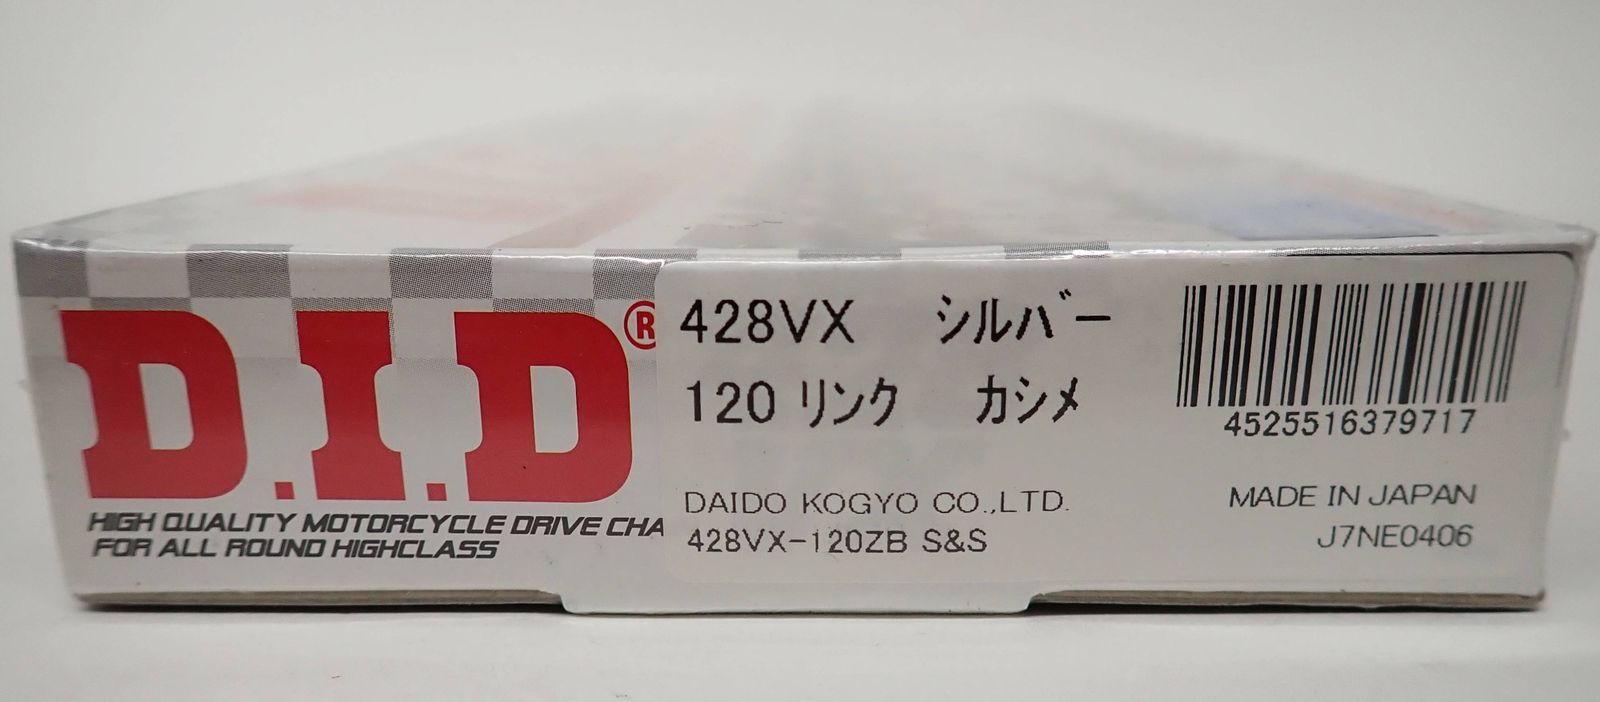 D.I.D®
HIGH QUALITY MOTORCYCLE DRIVE CHA
FOR ALL ROUND HIGHCLASS
428VX シルバー
120 リンク カシメ
DAIDO KOGYO CO.,LTD.
428VX-120ZB S&S
4525516379717
MADE IN JAPAN
J7NE0406